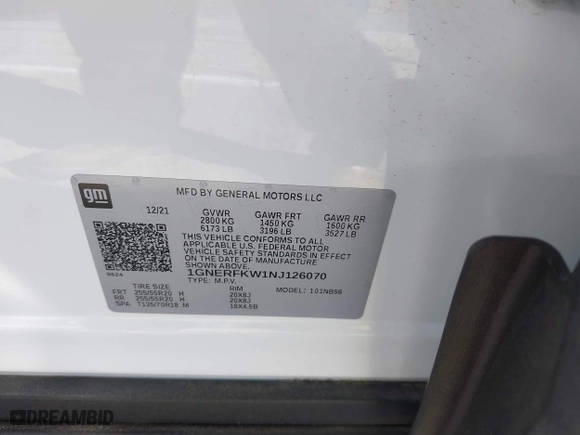 gm
MFD BY GENERAL MOTORS LLC
12/21 GVWR GAWR FRT GAWR RR
2800 KG 1450 KG 1600 KG
6173 LB 3196 LB 3527 LB
THIS VEHICLE CONFORMS TO ALL
APPLICABLE U.S. FEDERAL MOTOR
VEHICLE SAFETY STANDARDS IN EFFECT
ON THE DATE OF MANUFACTURE
SHOWN ABOVE.
1GNERFKW1NJ126070
TYPE: M.P.V. MODEL: 101NB56
9624
TIRE SIZE RIM
FRT 255/55R20 H 20X8J
RR 255/55R20 H 20X8J
SPA T135/70R18 M 18X4.5B
DREAMBID